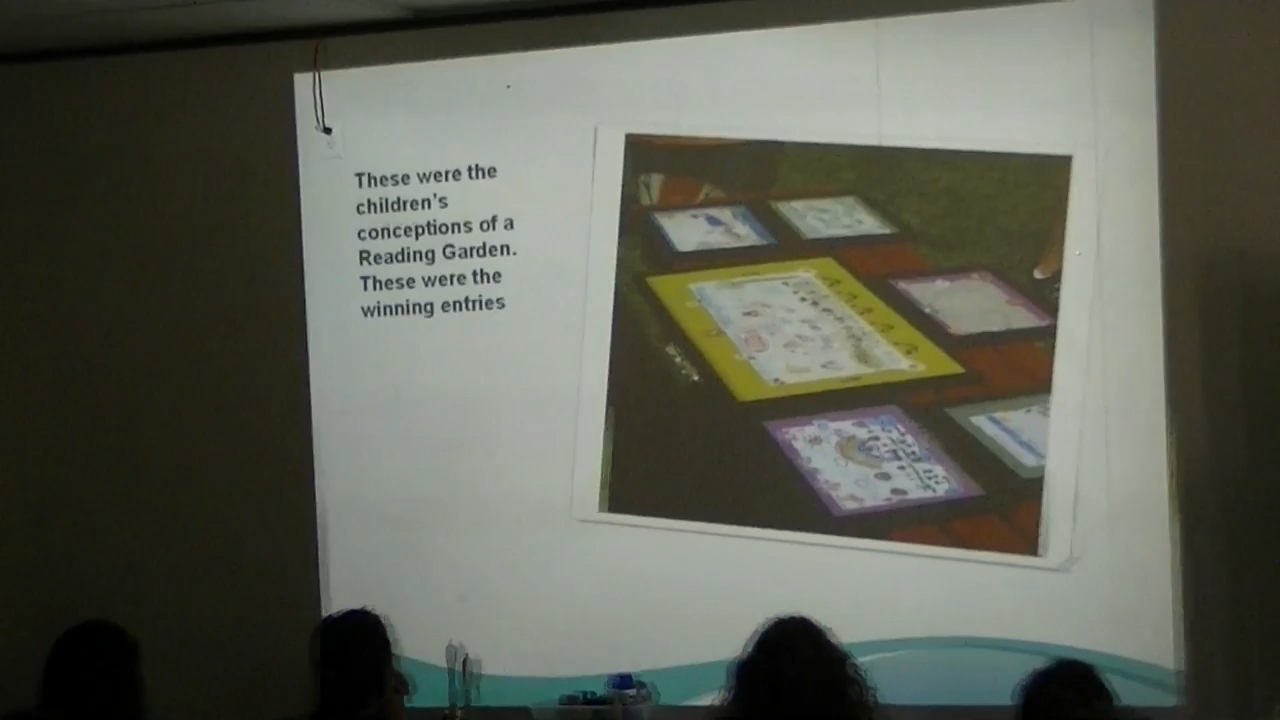 These were the
children's
conceptions of a
Reading Garden.
These were the
winning entries